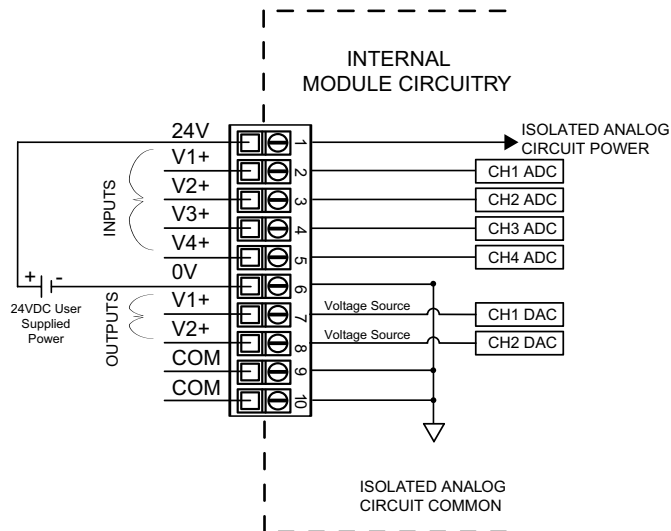 INTERNAL
MODULE CIRCUITRY
24V
1
ISOLATED ANALOG
CIRCUIT POWER
V1+
2
CH1 ADC
V2+
3
CH2 ADC
INPUTS
V3+
4
CH3 ADC
V4+
5
CH4 ADC
0V
6
+ -
24VDC User
Supplied
Power
OUTPUTS
V1+
7
Voltage Source
CH1 DAC
V2+
8
Voltage Source
CH2 DAC
COM
9
COM
10
ISOLATED ANALOG
CIRCUIT COMMON